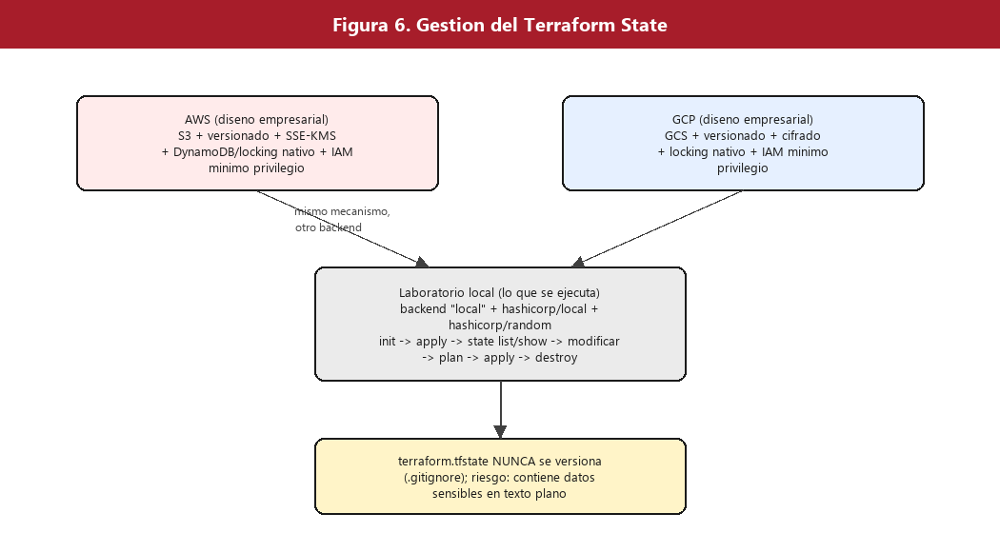 Figura 6. Gestion del Terraform State
AWS (diseno empresarial)
S3 + versionado + SSE-KMS
+ DynamoDB/locking nativo + IAM
minimo privilegio
GCP (diseno empresarial)
GCS + versionado + cifrado
+ locking nativo + IAM minimo
privilegio
mismo mecanismo,
otro backend
Laboratorio local (lo que se ejecuta)
backend "local" + hashicorp/local +
hashicorp/random
init -> apply -> state list/show -> modificar
-> plan -> apply -> destroy
terraform.tfstate NUNCA se versiona
(.gitignore); riesgo: contiene datos
sensibles en texto plano